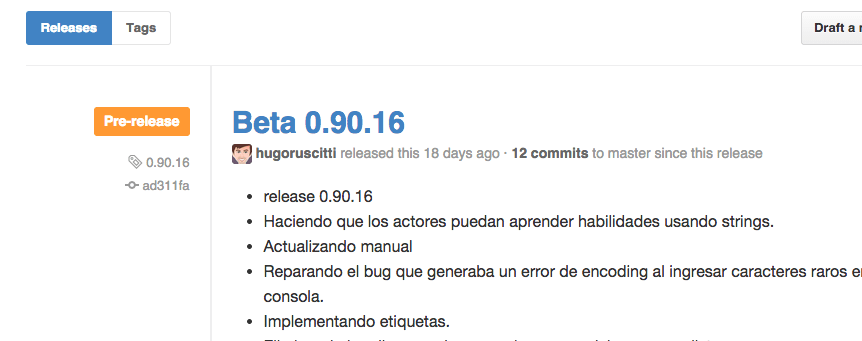 Releases Tags Draft a
Pre-release
Beta 0.90.16
hugoruscitti released this 18 days ago · 12 commits to master since this release
0.90.16
ad311fa
• release 0.90.16
• Haciendo que los actores puedan aprender habilidades usando strings.
• Actualizando manual
• Reparando el bug que generaba un error de encoding al ingresar caracteres raros en
consola.
• Implementando etiquetas.